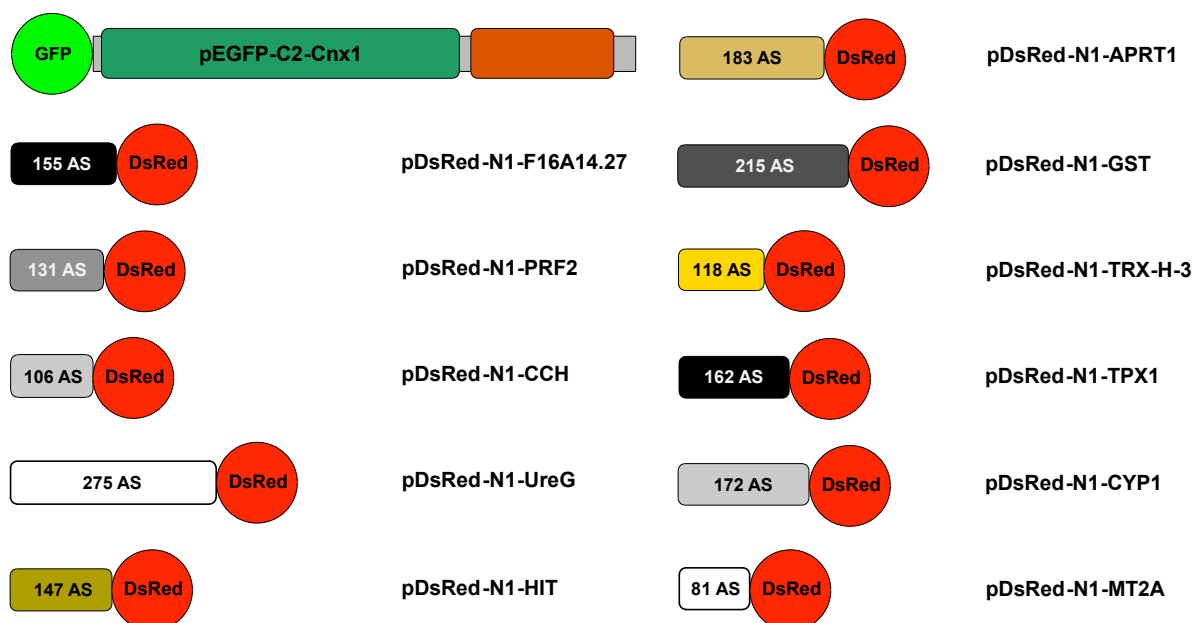 GFP pEGFP-C2-Cnx1
155 AS DsRed pDsRed-N1-F16A14.27
131 AS DsRed pDsRed-N1-PRF2
106 AS DsRed pDsRed-N1-CCH
275 AS DsRed pDsRed-N1-UreG
147 AS DsRed pDsRed-N1-HIT
183 AS DsRed pDsRed-N1-APRT1
215 AS DsRed pDsRed-N1-GST
118 AS DsRed pDsRed-N1-TRX-H-3
162 AS DsRed pDsRed-N1-TPX1
172 AS DsRed pDsRed-N1-CYP1
81 AS DsRed pDsRed-N1-MT2A